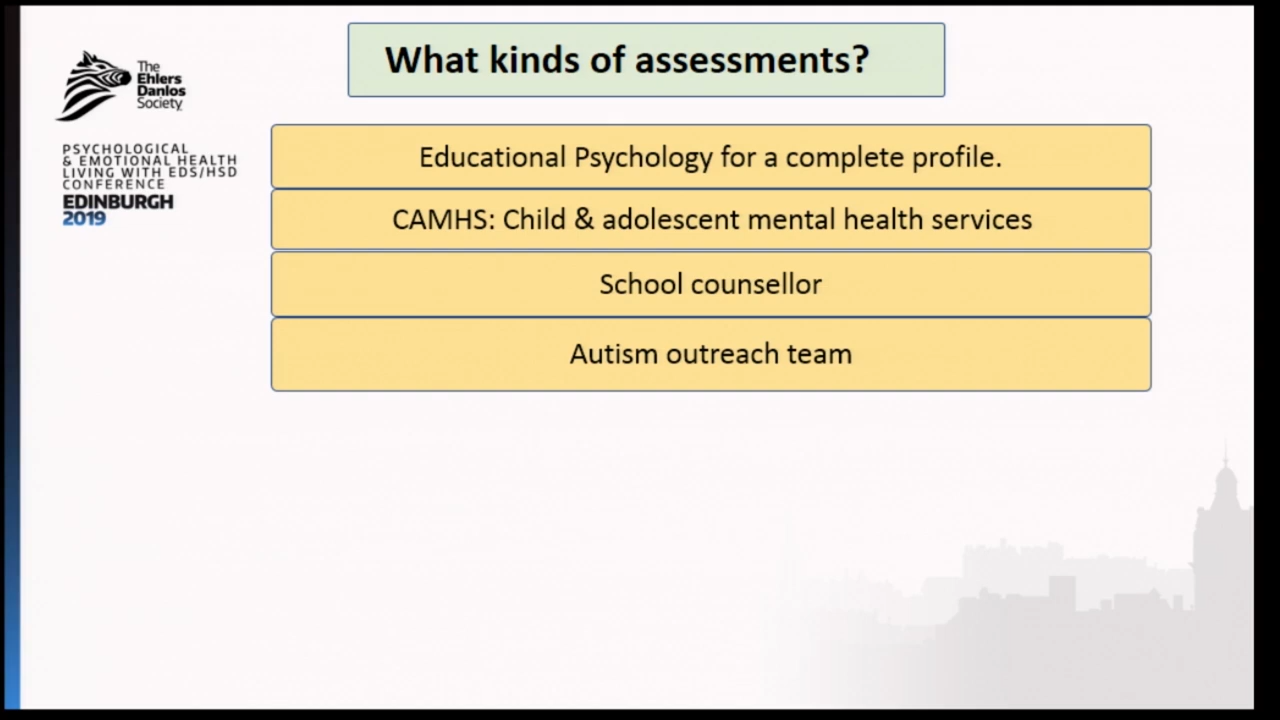 What kinds of assessments?
The
Ehlers
Danlos
Society
PSYCHOLOGICAL
& EMOTIONAL HEALTH
LIVING WITH EDS/HSD
CONFERENCE
EDINBURGH
2019
Educational Psychology for a complete profile.
CAMHS: Child & adolescent mental health services
School counsellor
Autism outreach team